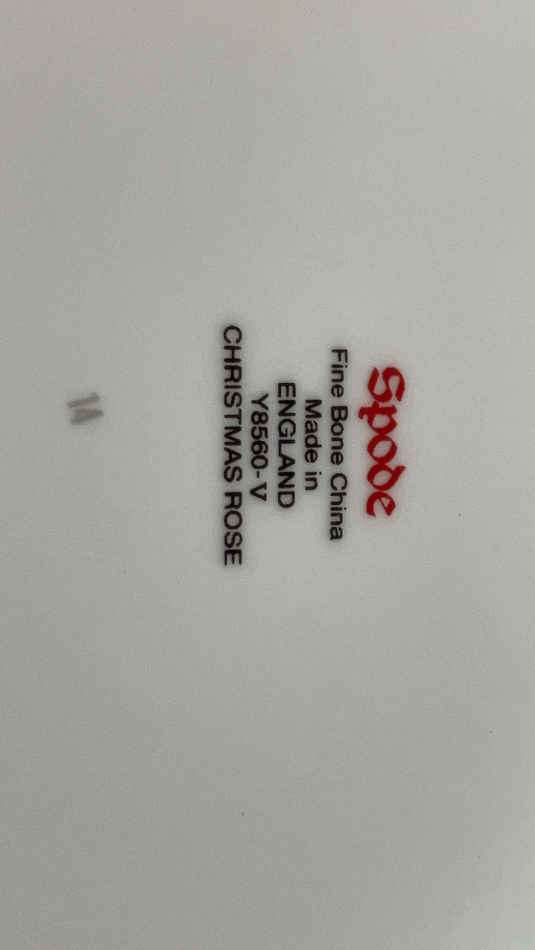 Spode
Fine Bone China
Made in
ENGLAND
Y8560-V
CHRISTMAS ROSE